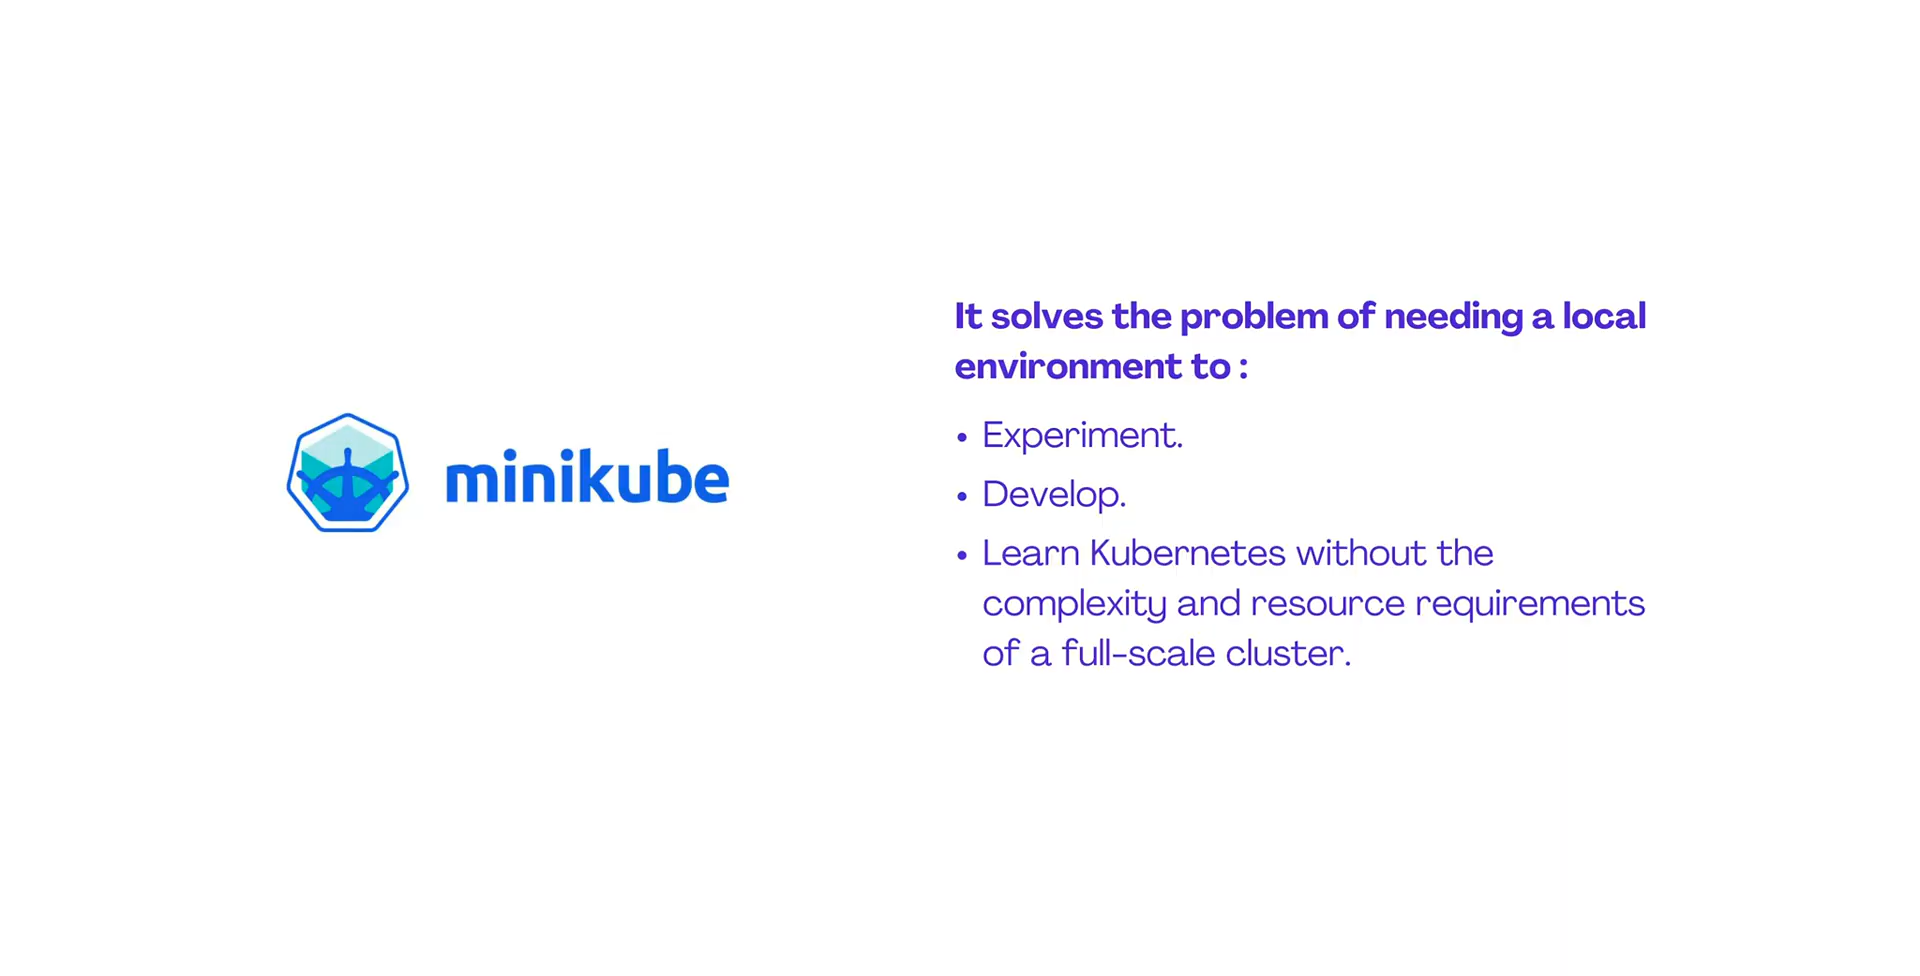 minikube
It solves the problem of needing a local
environment to :
• Experiment.
• Develop.
• Learn Kubernetes without the
complexity and resource requirements
of a full-scale cluster.